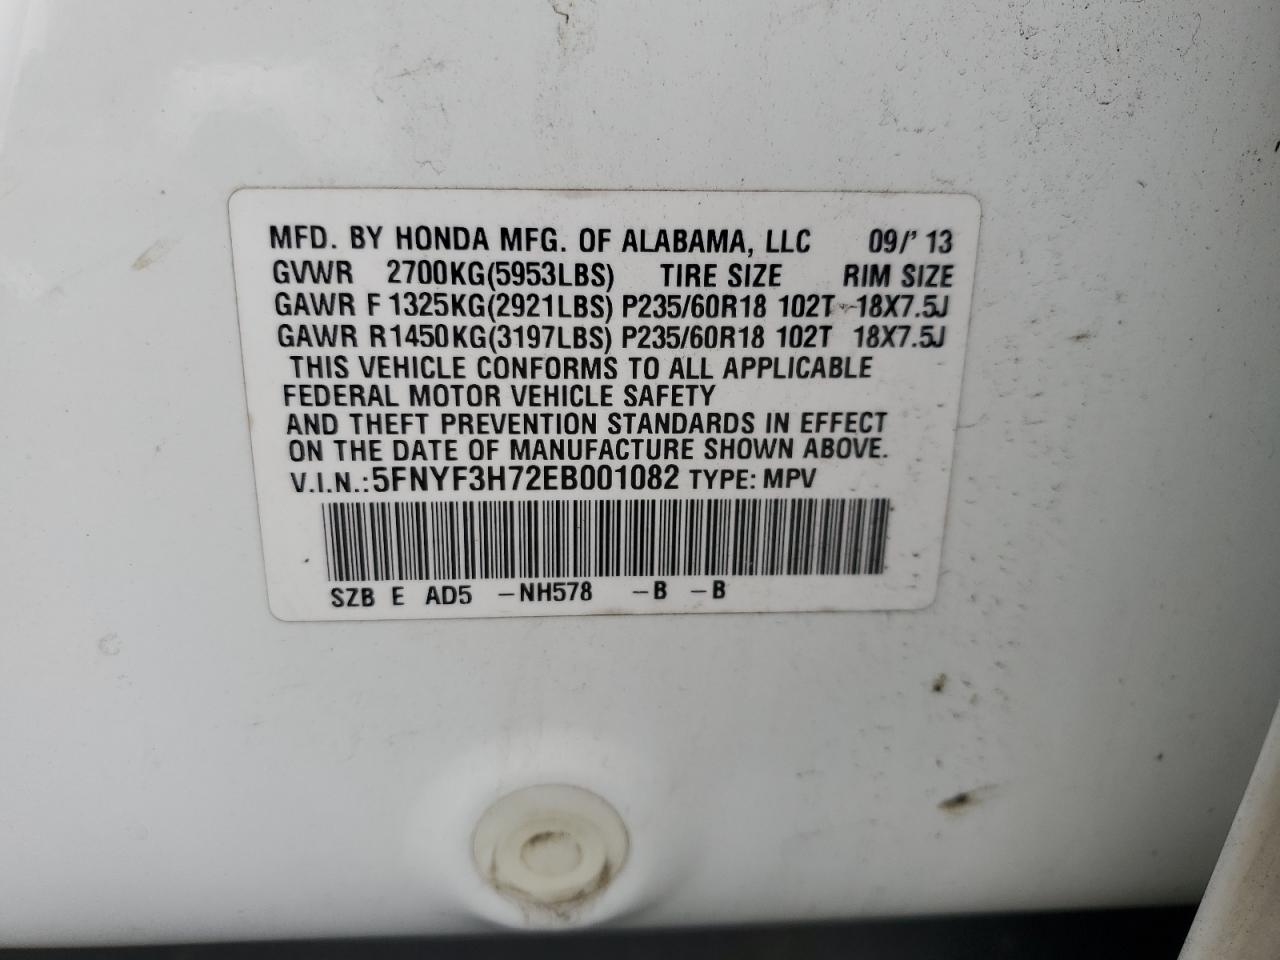 MFD. BY HONDA MFG. OF ALABAMA, LLC 09/' 13
GVWR 2700KG(5953LBS) TIRE SIZE RIM SIZE
GAWR F 1325KG(2921LBS) P235/60R18 102T 18X7.5J
GAWR R1450KG(3197LBS) P235/60R18 102T 18X7.5J
THIS VEHICLE CONFORMS TO ALL APPLICABLE
FEDERAL MOTOR VEHICLE SAFETY
AND THEFT PREVENTION STANDARDS IN EFFECT
ON THE DATE OF MANUFACTURE SHOWN ABOVE.
V.I.N.:5FNYF3H72EB001082 TYPE: MPV
SZB E AD5 -NH578 -B -B